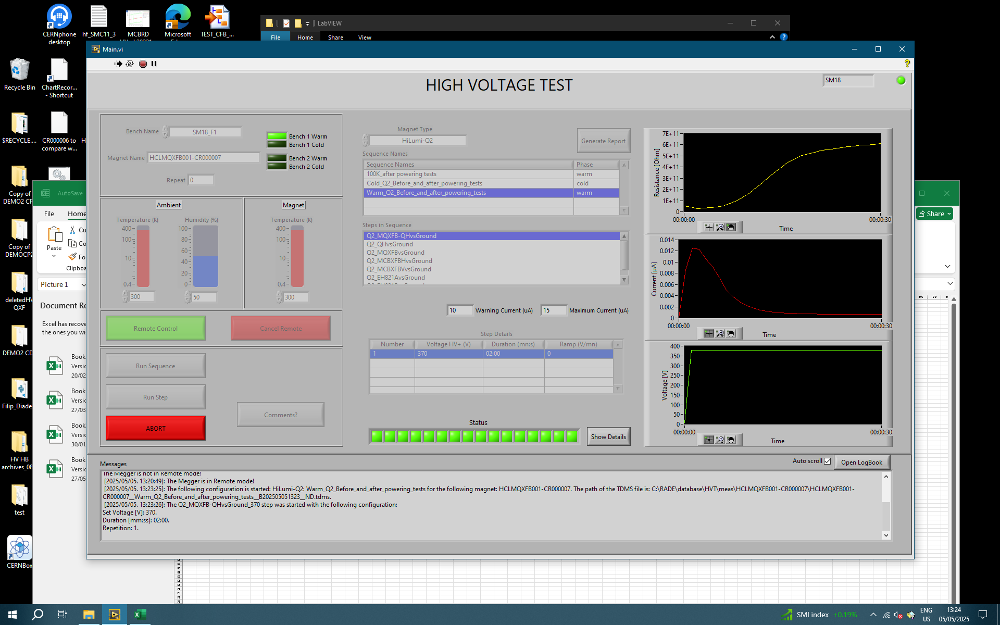 CERNphone desktop
hf_SMC11_3
MCBRD
Microsoft
TEST_CFB_...
LabVIEW
File Home Share View
Recycle Bin
ChartRecor... - Shortcut
$RECYCLE....
CR000006 to compare w...
Copy of DEMO2 CP
Copy of DEMOCP2
deletedHV QXF
DEMO2 CD
Filip_Diade
HV HB archives_08
test
CERNBox
Main.vi
HIGH VOLTAGE TEST
SM18
Bench Name
SM18_F1
Bench 1 Warm
Bench 1 Cold
Magnet Name
HCLMQXFB001-CR000007
Bench 2 Warm
Bench 2 Cold
Repeat 0
Ambient
Temperature (K)
Humidity (%)
400
100
10
0.4
300
100
80
60
40
20
0
50
Magnet
Temperature (K)
400
100
10
0.4
300
Remote Control
Cancel Remote
Run Sequence
Run Step
ABORT
Comments?
Magnet Type
HiLumi-Q2
Generate Report
Sequence Names
Sequence Names Phase
100K_after powering tests warm
Cold_Q2_Before_and_after_powering_tests cold
Warm_Q2_Before_and_after_powering_tests warm
Steps in Sequence
Q2_MQXFB-QHvsGround
Q2_QHvsGround
Q2_MQXFBvsGround
Q2_MCBXFBHvsGround
Q2_MCBXFBVvsGround
Q2_EH821AvsGround
10 Warning Current (uA)
15 Maximum Current (uA)
Step Details
Number Voltage HV+ (V) Duration (mn:s) Ramp (V/mn)
1 370 02:00 0
Status
Show Details
Resistance [Ohm]
7E+11
6E+11
5E+11
4E+11
3E+11
2E+11
1E+11
0
00:00:00 00:00:30
Time
Current [µA]
0.014
0.012
0.01
0.008
0.006
0.004
0.002
0
00:00:00 00:00:30
Time
Voltage [V]
400
350
300
250
200
150
100
50
0
00:00:00 00:00:30
Time
Messages
Auto scroll
Open LogBook
The Megger is not in Remote mode!
[2025/05/05. 13:20:49]: The Megger is in Remote mode!
[2025/05/05. 13:23:25]: The following configuration is started: HiLumi-Q2: Warm_Q2_Before_and_after_powering_tests for the following magnet: HCLMQXFB001-CR000007. The path of the TDMS file is: C:\RADE\database\HVT\meas\HCLMQXFB001-CR000007\HCLMQXFB001-
CR000007__Warm_Q2_Before_and_after_powering_tests__B202505051323__ND.tdms.
[2025/05/05. 13:23:26]: The Q2_MQXFB-QHvsGround_370 step was started with the following configuration:
Set Voltage [V]: 370.
Duration [mm:ss]: 02:00.
Repetition: 1.
AutoSave
File Home
Paste
Cu
Co
Fo
Clipboa
Picture 1
Share
Document Re
Excel has recove
the ones you wis
Book
Versio
20/02
Book
Versio
27/03
Book
Versio
30/01
Book
Versio
27/05
SMI index +0.19%
ENG
US
13:24
05/05/2025